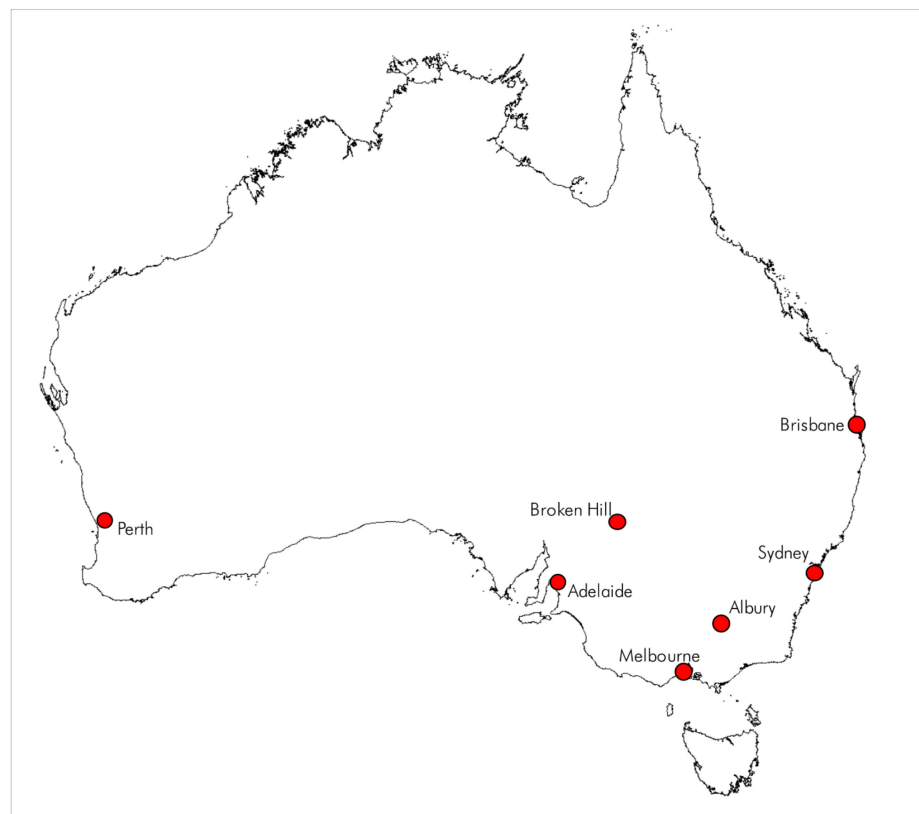 Brisbane
Broken Hill
Perth
Sydney
Adelaide
Albury
Melbourne